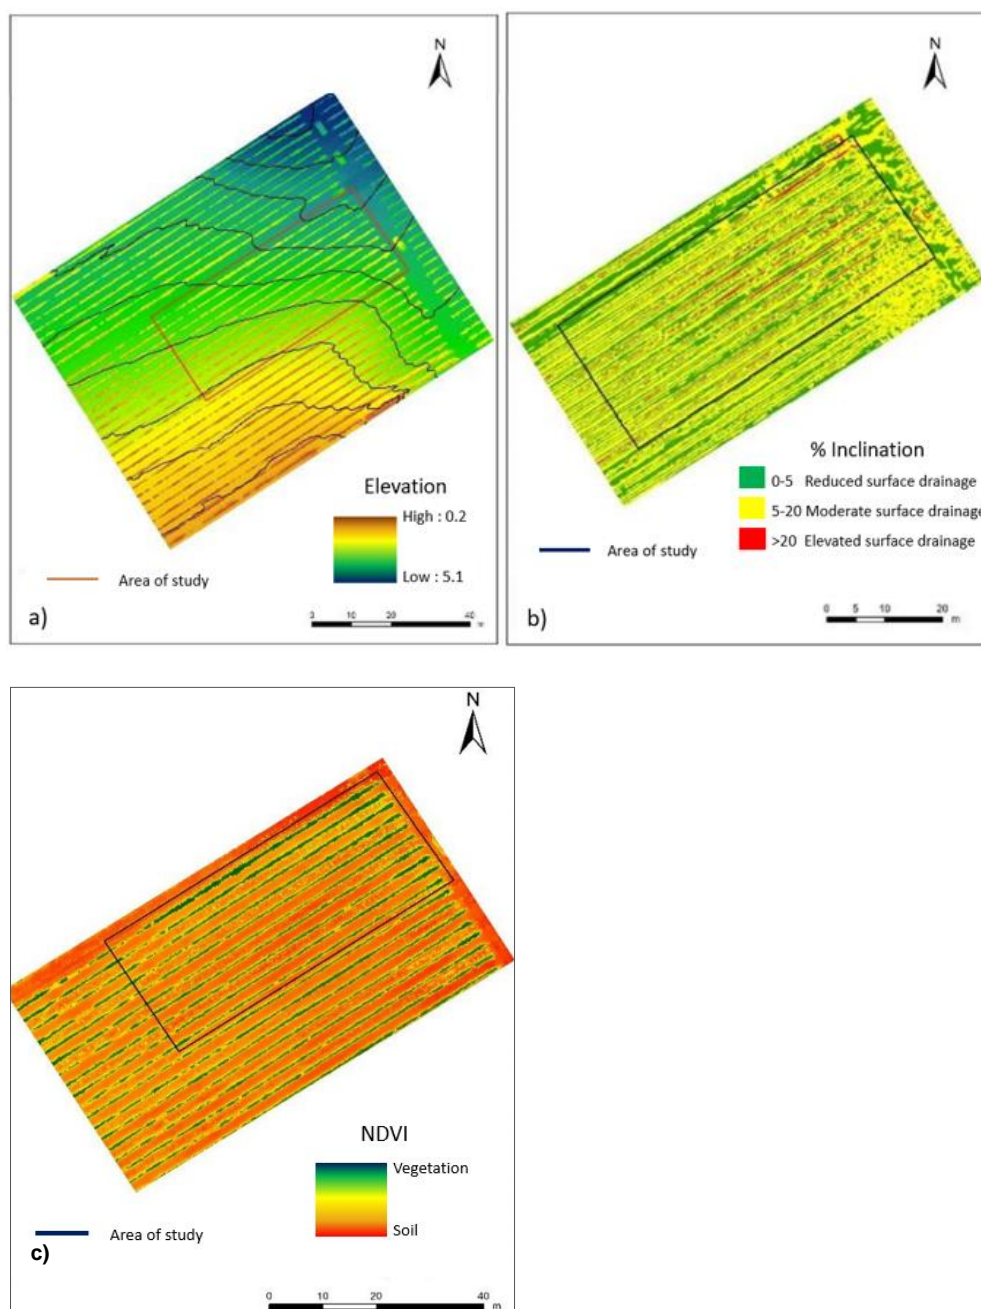 N
Elevation
High : 0.2
Low : 5.1
Area of study
a)
0 10 20 40
N
% Inclination
0-5 Reduced surface drainage
5-20 Moderate surface drainage
>20 Elevated surface drainage
Area of study
b)
0 5 10 20
m
N
NDVI
Vegetation
Soil
Area of study
c)
0 10 20 40
m